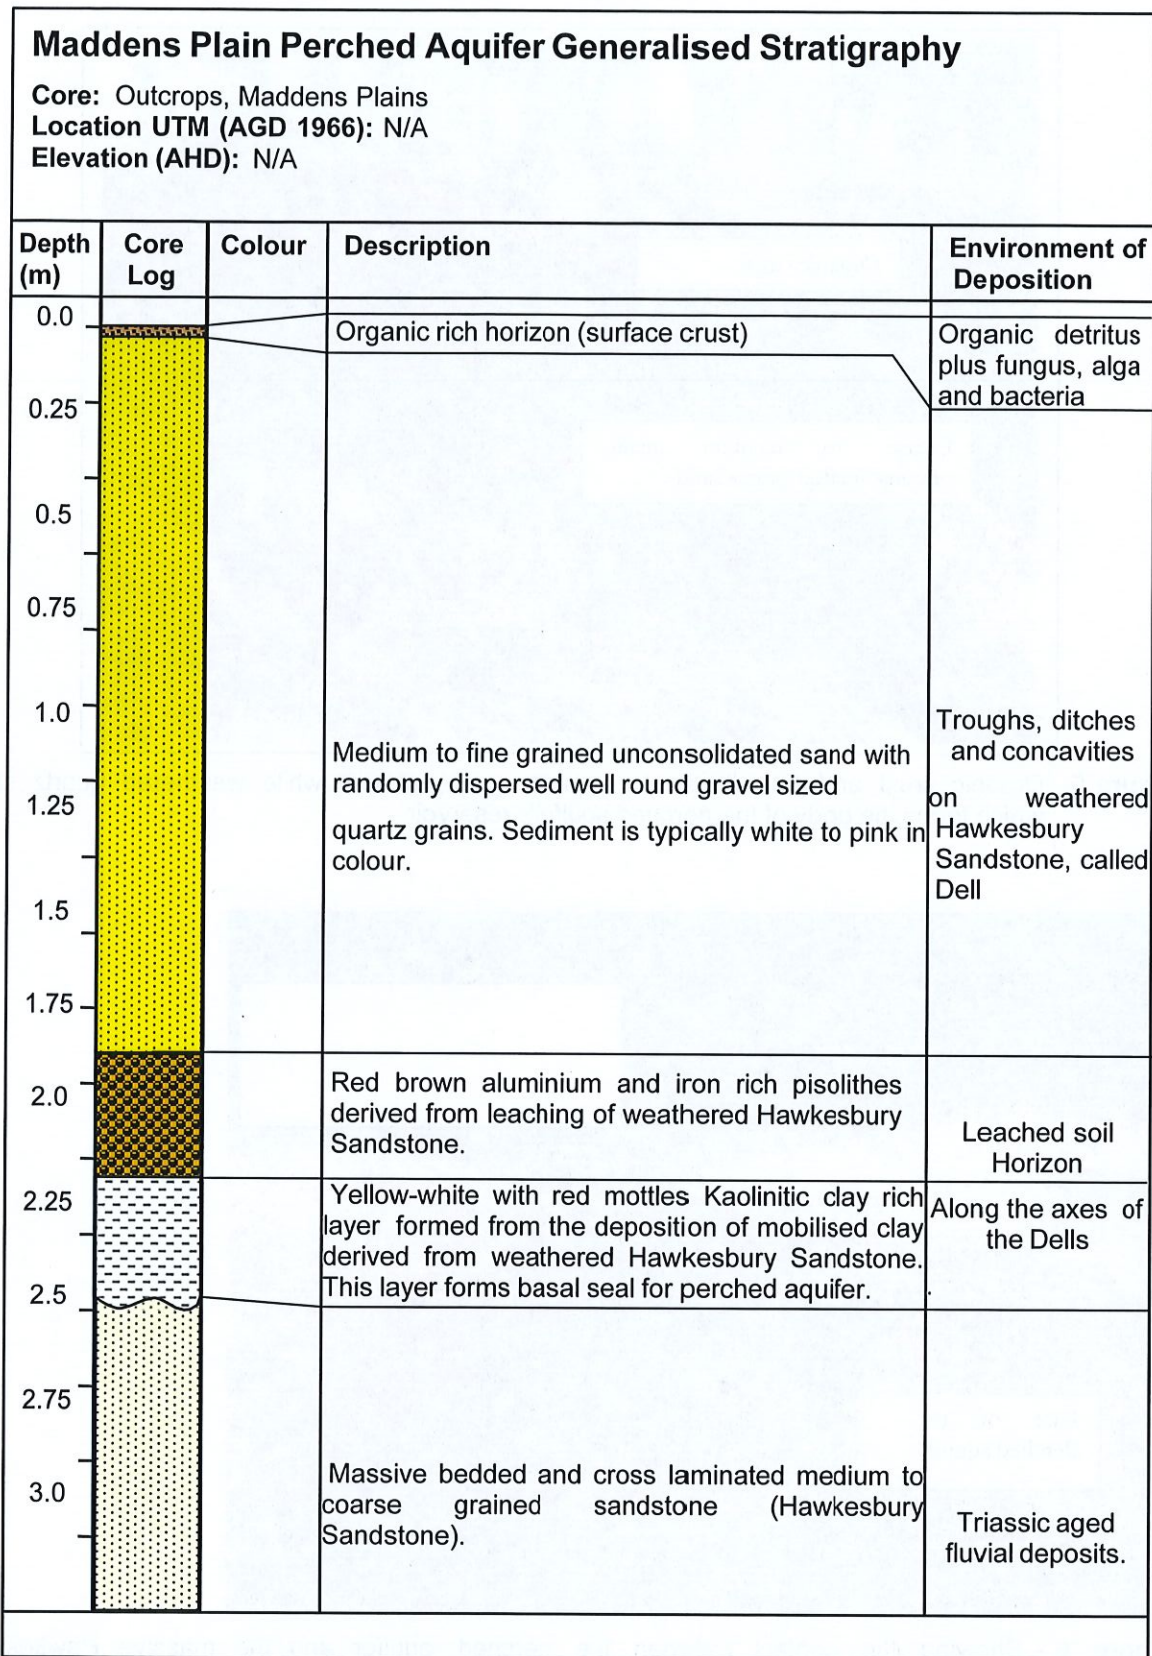 Maddens Plain Perched Aquifer Generalised Stratigraphy
Core: Outcrops, Maddens Plains
Location UTM (AGD 1966): N/A
Elevation (AHD): N/A
Depth (m)
Core Log
Colour
Description
Environment of Deposition
0.0
Organic rich horizon (surface crust)
Organic detritus
plus fungus, alga
and bacteria
0.25
0.5
0.75
1.0
1.25
1.5
1.75
Medium to fine grained unconsolidated sand with
randomly dispersed well round gravel sized
quartz grains. Sediment is typically white to pink in
colour.
Troughs, ditches
and concavities
on weathered
Hawkesbury
Sandstone, called
Dell
2.0
Red brown aluminium and iron rich pisolithes
derived from leaching of weathered Hawkesbury
Sandstone.
Leached soil
Horizon
2.25
Yellow-white with red mottles Kaolinitic clay rich
layer formed from the deposition of mobilised clay
derived from weathered Hawkesbury Sandstone.
This layer forms basal seal for perched aquifer.
Along the axes of
the Dells
2.5
2.75
3.0
Massive bedded and cross laminated medium to
coarse grained sandstone (Hawkesbury
Sandstone).
Triassic aged
fluvial deposits.